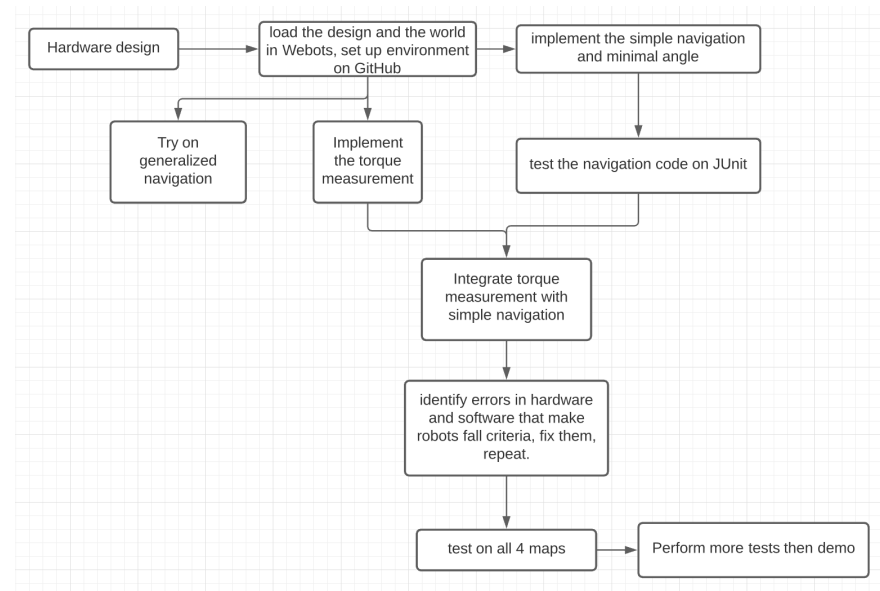 Hardware design
load the design and the world
in Webots, set up environment
on GitHub
implement the simple navigation
and minimal angle
Try on
generalized
navigation
Implement
the torque
measurement
test the navigation code on JUnit
Integrate torque
measurement with
simple navigation
identify errors in hardware
and software that make
robots fall criteria, fix them,
repeat.
test on all 4 maps
Perform more tests then demo